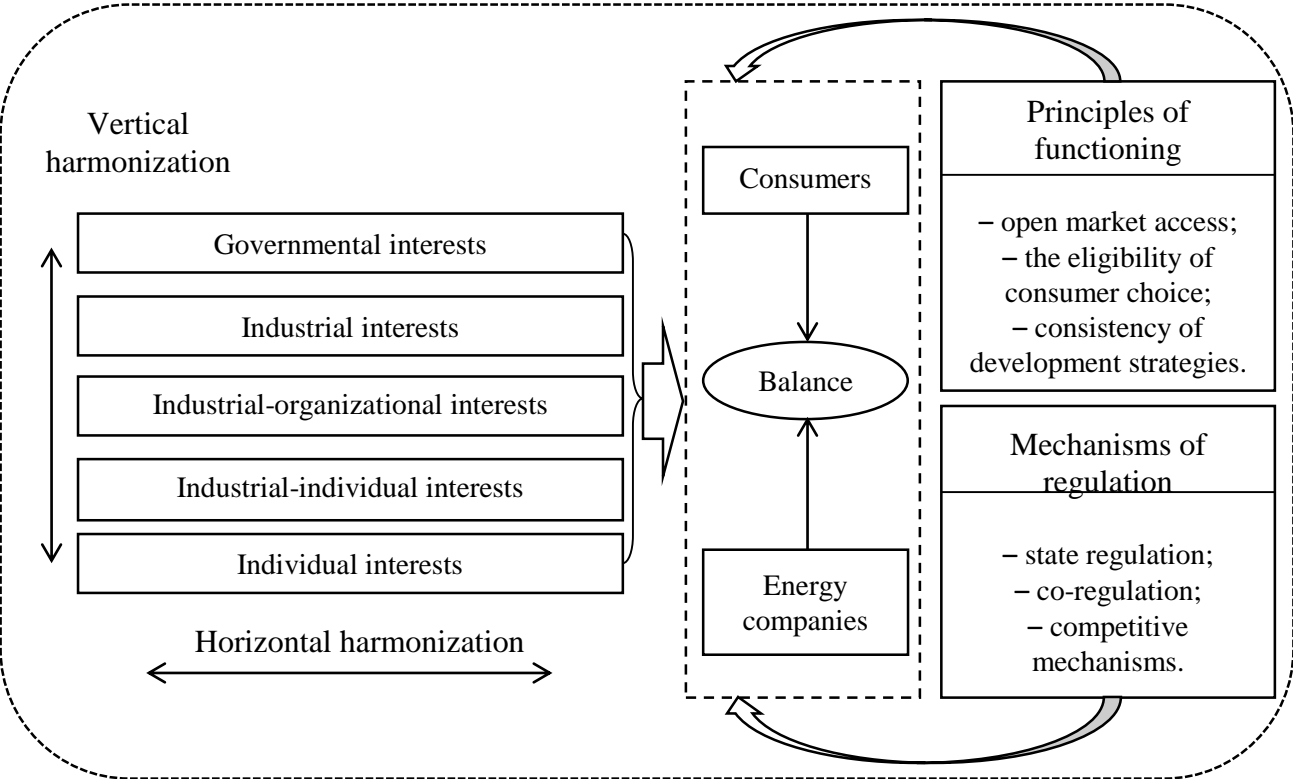 Vertical
harmonization
Governmental interests
Industrial interests
Industrial-organizational interests
Industrial-individual interests
Individual interests
Horizontal harmonization
Consumers
Balance
Energy
companies
Principles of
functioning
– open market access;
– the eligibility of
consumer choice;
– consistency of
development strategies.
Mechanisms of
regulation
– state regulation;
– co-regulation;
– competitive
mechanisms.